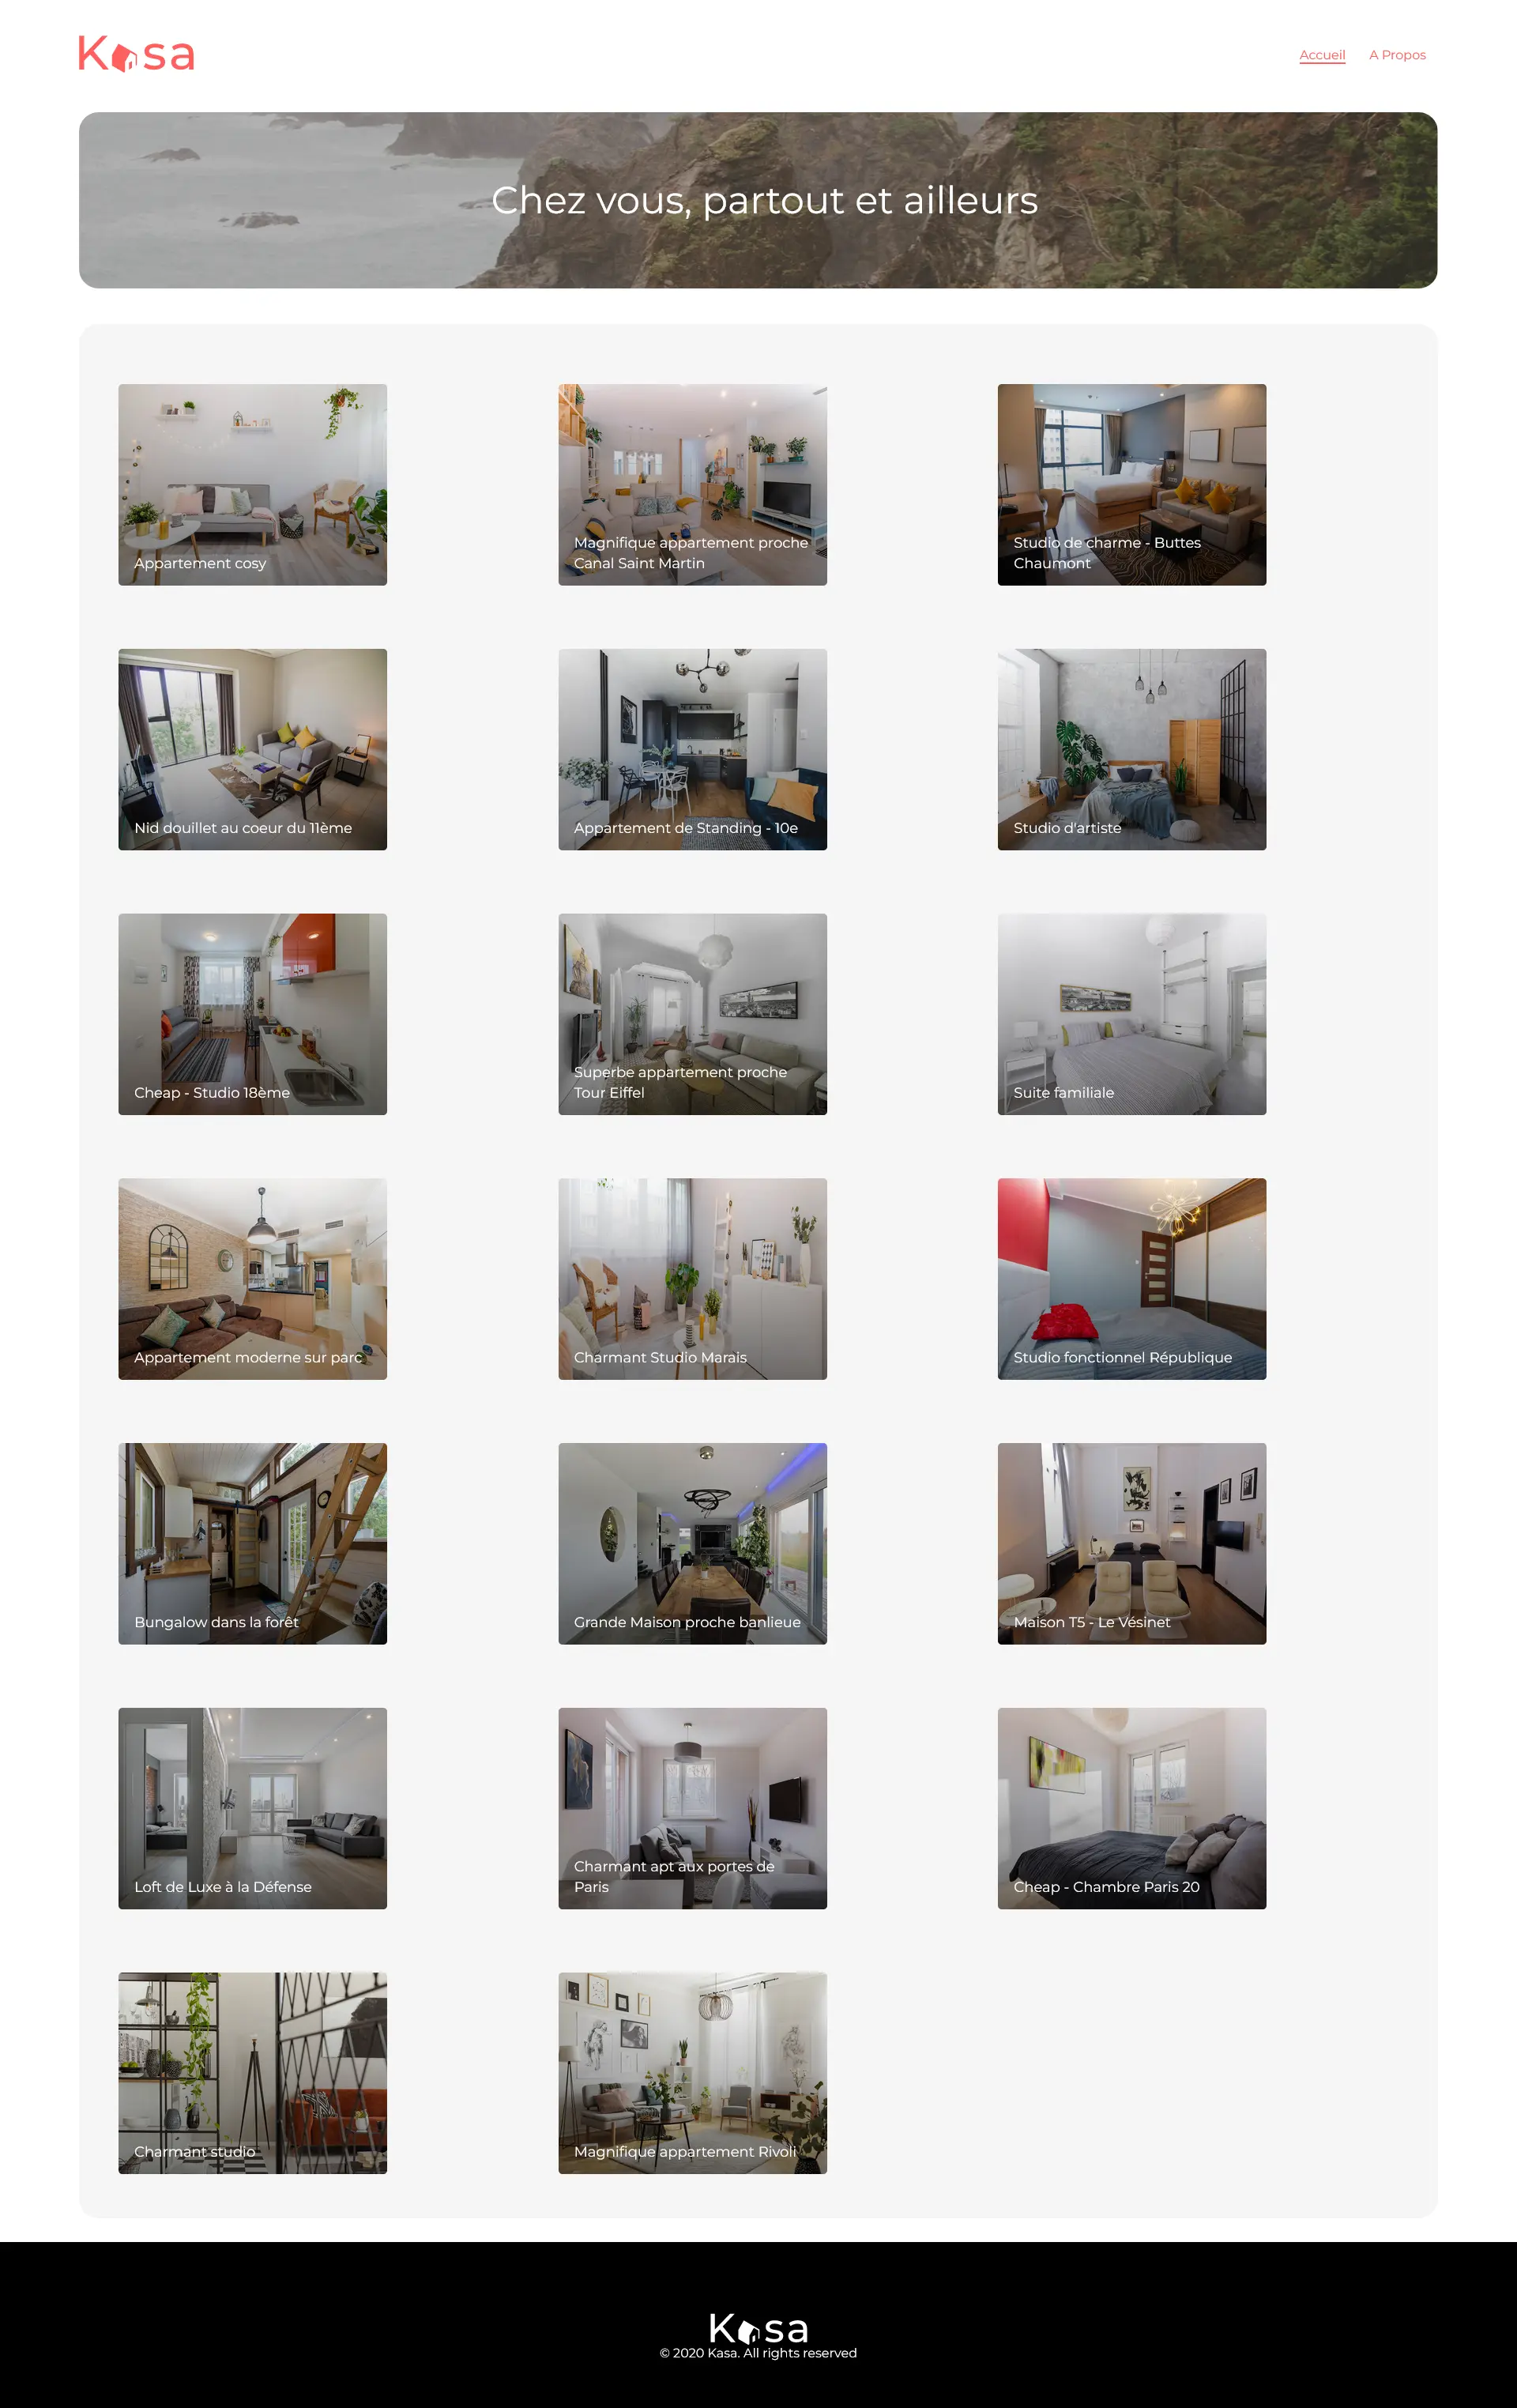 Kasa
Accueil
A Propos
Chez vous, partout et ailleurs
Appartement cosy
Magnifique appartement proche
Canal Saint Martin
Studio de charme - Buttes
Chaumont
Nid douillet au coeur du 11ème
Appartement de Standing - 10e
Studio d'artiste
Cheap - Studio 18ème
Superbe appartement proche
Tour Eiffel
Suite familiale
Appartement moderne sur parc
Charmant Studio Marais
Studio fonctionnel République
Bungalow dans la forêt
Grande Maison proche banlieue
Maison T5 - Le Vésinet
Loft de Luxe à la Défense
Charmant apt aux portes de
Paris
Cheap - Chambre Paris 20
Charmant studio
Magnifique appartement Rivoli
Kasa
© 2020 Kasa. All rights reserved